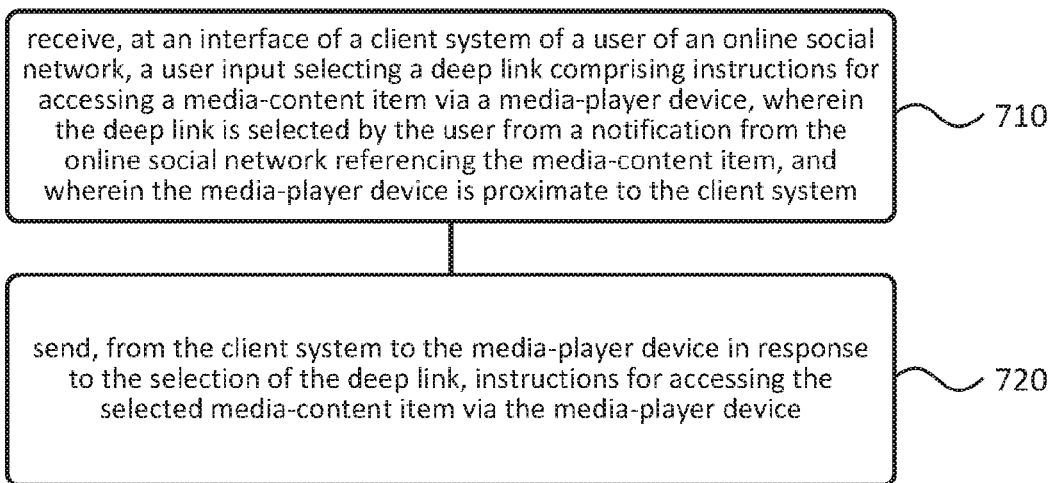 receive, at an interface of a client system of a user of an online social
network, a user input selecting a deep link comprising instructions for
accessing a media-content item via a media-player device, wherein
the deep link is selected by the user from a notification from the
online social network referencing the media-content item, and
wherein the media-player device is proximate to the client system
710
send, from the client system to the media-player device in response
to the selection of the deep link, instructions for accessing the
selected media-content item via the media-player device
720